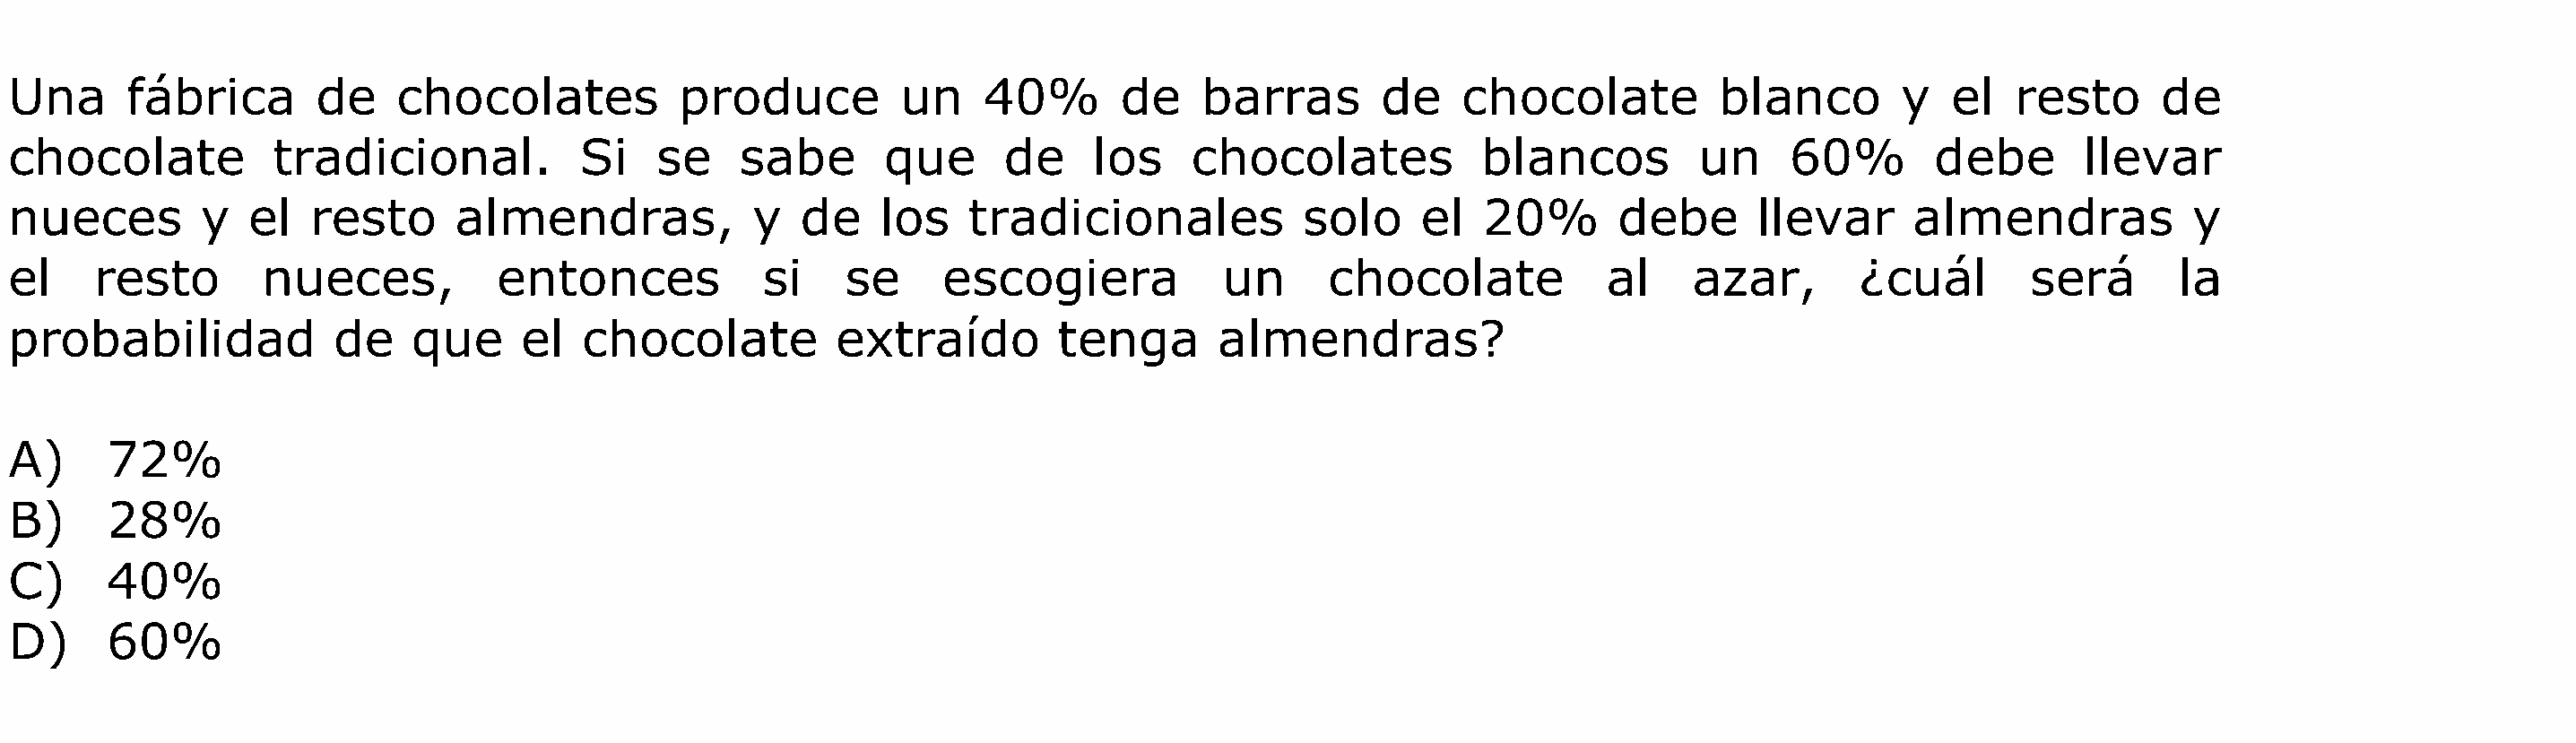 Una fábrica de chocolates produce un 40% de barras de chocolate blanco y el resto de
chocolate tradicional. Si se sabe que de los chocolates blancos un 60% debe llevar
nueces y el resto almendras, y de los tradicionales solo el 20% debe llevar almendras y
el resto nueces, entonces si se escogiera un chocolate al azar, ¿cuál será la
probabilidad de que el chocolate extraído tenga almendras?
A) 72%
B) 28%
C) 40%
D) 60%